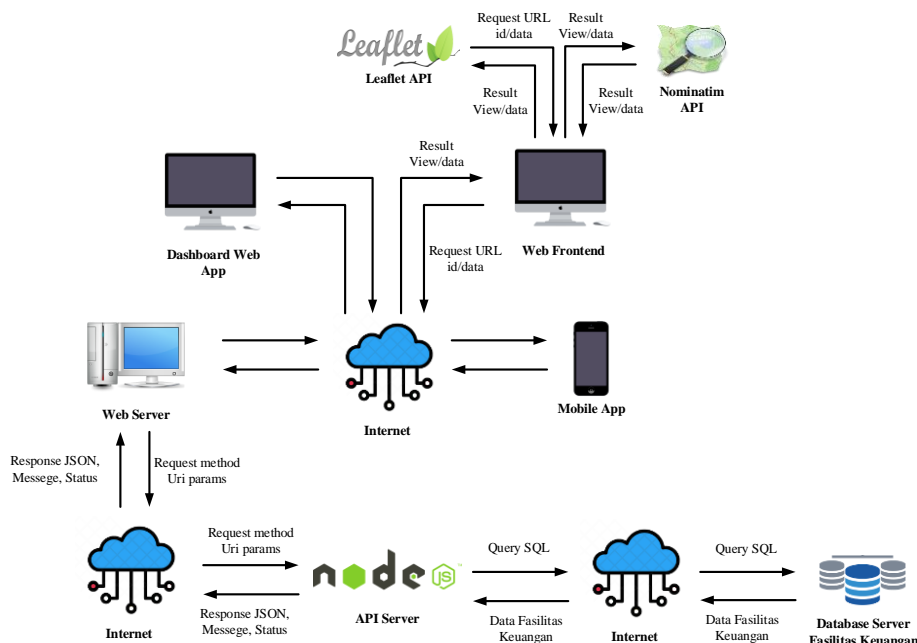 Request URL
id/data
Result
View/data
Leaflet
Leaflet API
Nominatim
API
Result
View/data
Result
View/data
Result
View/data
Dashboard Web
App
Web Frontend
Request URL
id/data
Web Server
Internet
Mobile App
Response JSON,
Messege, Status
Request method
Uri params
Request method
Uri params
Query SQL
Query SQL
node
JS
Internet
Response JSON,
Messege, Status
API Server
Data Fasilitas
Keuangan
Internet
Data Fasilitas
Keuangan
Database Server
Fasilitas Keuangan